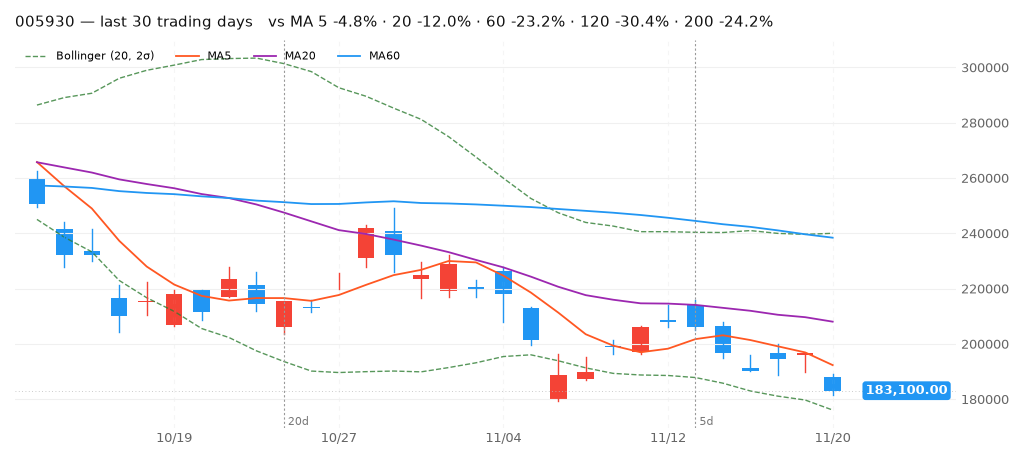 005930 — last 30 trading days   vs MA 5 -4.8% · 20 -12.0% · 60 -23.2% · 120 -30.4% · 200 -24.2%
Bollinger (20, 2σ)   MA5   MA20   MA60
300000
280000
260000
240000
220000
200000
183,100.00
180000
20d   5d
10/19   10/27   11/04   11/12   11/20